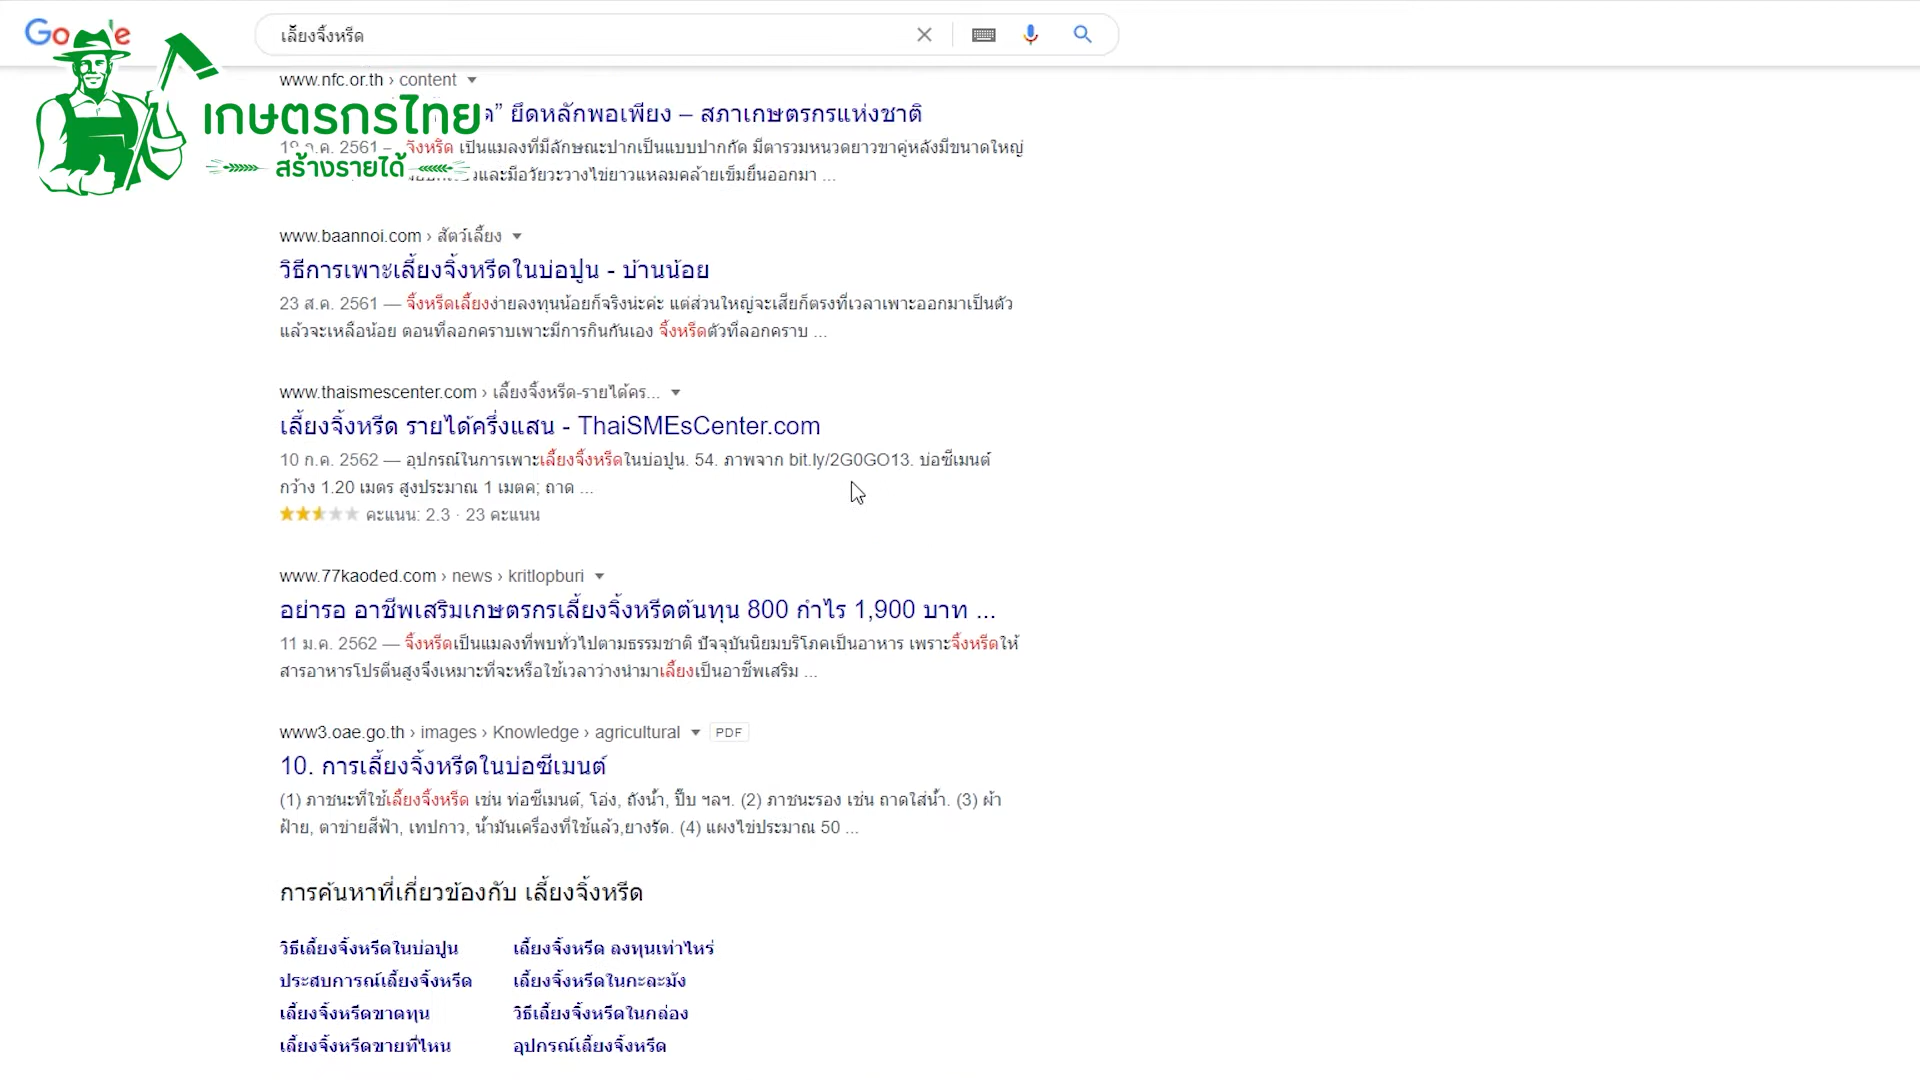 Go  le
เลี้ยงจิ้งหรีด
www.nfc.or.th › content
เกษตรกรไทย
สร้างรายได้
ด” ยึดหลักพอเพียง – สภาเกษตรกรแห่งชาติ
19 ก.ค. 2561 – จิ้งหรีด เป็นแมลงที่มีลักษณะปากเป็นแบบปากกัด มีตารวมหนวดยาวขาคู่หลังมีขนาดใหญ่
และมีอวัยวะวางไข่ยาวแหลมคล้ายเข็มยื่นออกมา ...
www.baannoi.com › สัตว์เลี้ยง
วิธีการเพาะเลี้ยงจิ้งหรีดในบ่อปูน - บ้านน้อย
23 ส.ค. 2561 — จิ้งหรีดเลี้ยงง่ายลงทุนน้อยก็จริงน่ะค่ะ แต่ส่วนใหญ่จะเสียก็ตรงที่เวลาเพาะออกมาเป็นตัว
แล้วจะเหลือน้อย ตอนที่ลอกคราบเพาะมีการกินกันเอง จิ้งหรีดตัวที่ลอกคราบ ...
www.thaismescenter.com › เลี้ยงจิ้งหรีด-รายได้คร...
เลี้ยงจิ้งหรีด รายได้ครึ่งแสน - ThaiSMEsCenter.com
10 ก.ค. 2562 — อุปกรณ์ในการเพาะเลี้ยงจิ้งหรีดในบ่อปูน. 54. ภาพจาก bit.ly/2G0GO13. บ่อซีเมนต์
กว้าง 1.20 เมตร สูงประมาณ 1 เมตค; ถาด ...
คะแนน: 2.3 · 23 คะแนน
www.77kaoded.com › news › kritlopburi
อย่ารอ อาชีพเสริมเกษตรกรเลี้ยงจิ้งหรีดต้นทุน 800 กำไร 1,900 บาท ...
11 ม.ค. 2562 — จิ้งหรีดเป็นแมลงที่พบทั่วไปตามธรรมชาติ ปัจจุบันนิยมบริโภคเป็นอาหาร เพราะจิ้งหรีดให้
สารอาหารโปรตีนสูงจึงเหมาะที่จะหรือใช้เวลาว่างนำมาเลี้ยงเป็นอาชีพเสริม ...
www3.oae.go.th › images › Knowledge › agricultural PDF
10. การเลี้ยงจิ้งหรีดในบ่อซีเมนต์
(1) ภาชนะที่ใช้เลี้ยงจิ้งหรีด เช่น ท่อซีเมนต์, โอ่ง, ถังน้ำ, ปี๊บ ฯลฯ. (2) ภาชนะรอง เช่น ถาดใส่น้ำ. (3) ผ้า
ฝ้าย, ตาข่ายสีฟ้า, เทปกาว, น้ำมันเครื่องที่ใช้แล้ว,ยางรัด. (4) แผงไข่ประมาณ 50 ...
การค้นหาที่เกี่ยวข้องกับ เลี้ยงจิ้งหรีด
วิธีเลี้ยงจิ้งหรีดในบ่อปูน เลี้ยงจิ้งหรีด ลงทุนเท่าไหร่
ประสบการณ์เลี้ยงจิ้งหรีด เลี้ยงจิ้งหรีดในกะละมัง
เลี้ยงจิ้งหรีดขาดทุน วิธีเลี้ยงจิ้งหรีดในกล่อง
เลี้ยงจิ้งหรีดขายที่ไหน อุปกรณ์เลี้ยงจิ้งหรีด